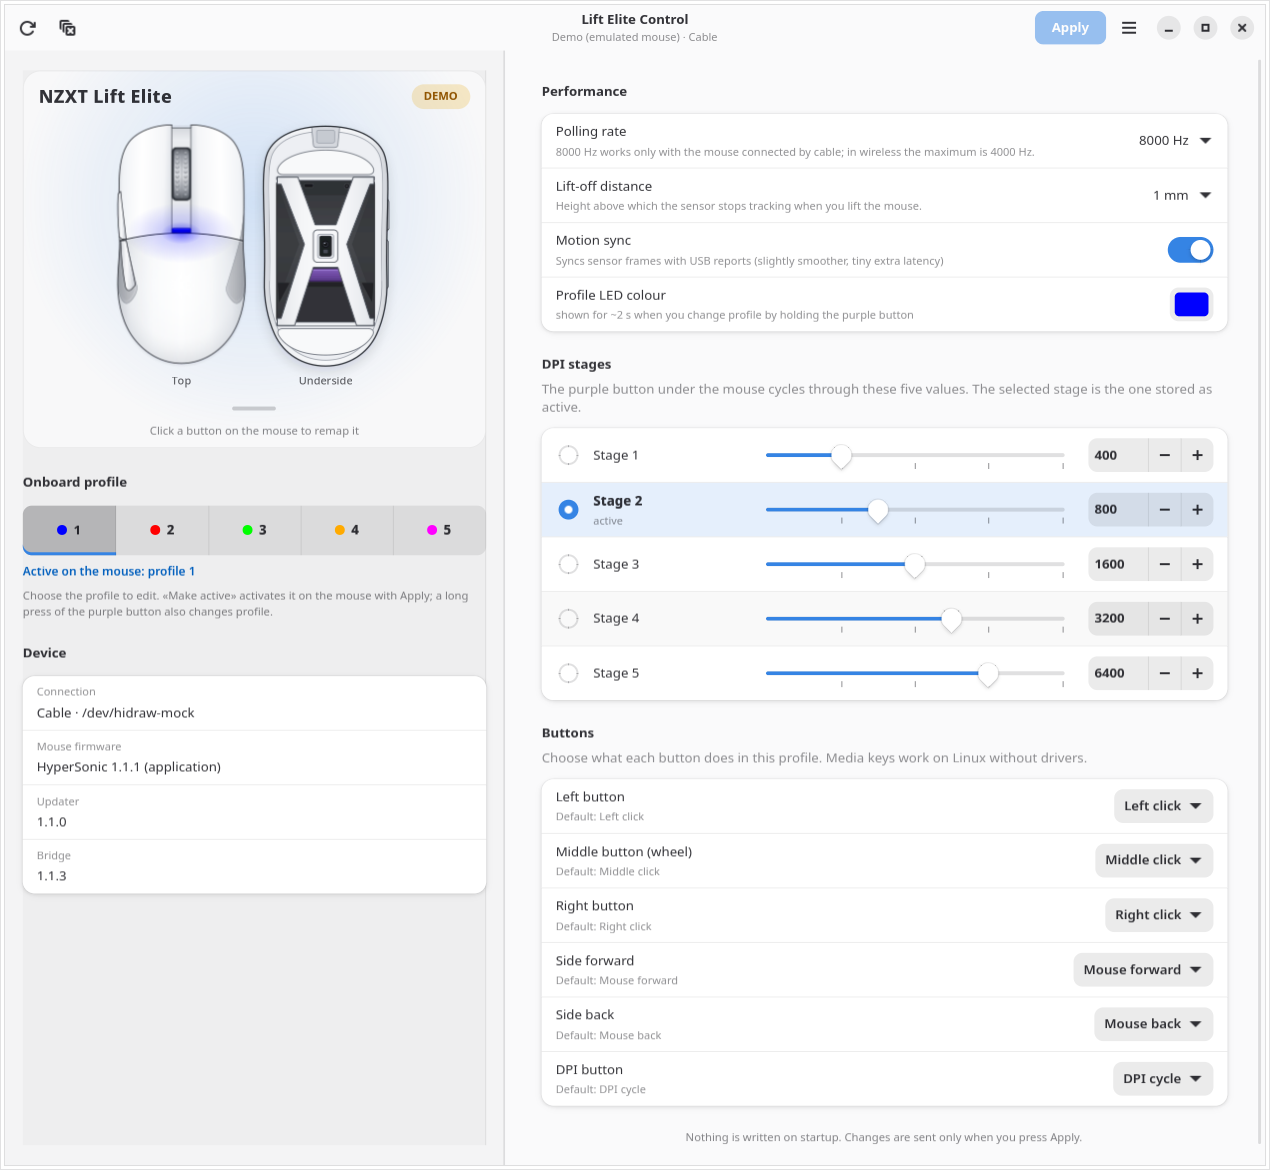 Lift Elite Control
Demo (emulated mouse) · Cable
Apply
NZXT Lift Elite
DEMO
Top
Underside
Click a button on the mouse to remap it
Onboard profile
1
2
3
4
5
Active on the mouse: profile 1
Choose the profile to edit. «Make active» activates it on the mouse with Apply; a long
press of the purple button also changes profile.
Device
Connection
Cable · /dev/hidraw-mock
Mouse firmware
HyperSonic 1.1.1 (application)
Updater
1.1.0
Bridge
1.1.3
Performance
Polling rate
8000 Hz works only with the mouse connected by cable; in wireless the maximum is 4000 Hz.
8000 Hz
Lift-off distance
Height above which the sensor stops tracking when you lift the mouse.
1 mm
Motion sync
Syncs sensor frames with USB reports (slightly smoother, tiny extra latency)
Profile LED colour
shown for ~2 s when you change profile by holding the purple button
DPI stages
The purple button under the mouse cycles through these five values. The selected stage is the one stored as
active.
Stage 1
400
Stage 2
active
800
Stage 3
1600
Stage 4
3200
Stage 5
6400
Buttons
Choose what each button does in this profile. Media keys work on Linux without drivers.
Left button
Default: Left click
Left click
Middle button (wheel)
Default: Middle click
Middle click
Right button
Default: Right click
Right click
Side forward
Default: Mouse forward
Mouse forward
Side back
Default: Mouse back
Mouse back
DPI button
Default: DPI cycle
DPI cycle
Nothing is written on startup. Changes are sent only when you press Apply.